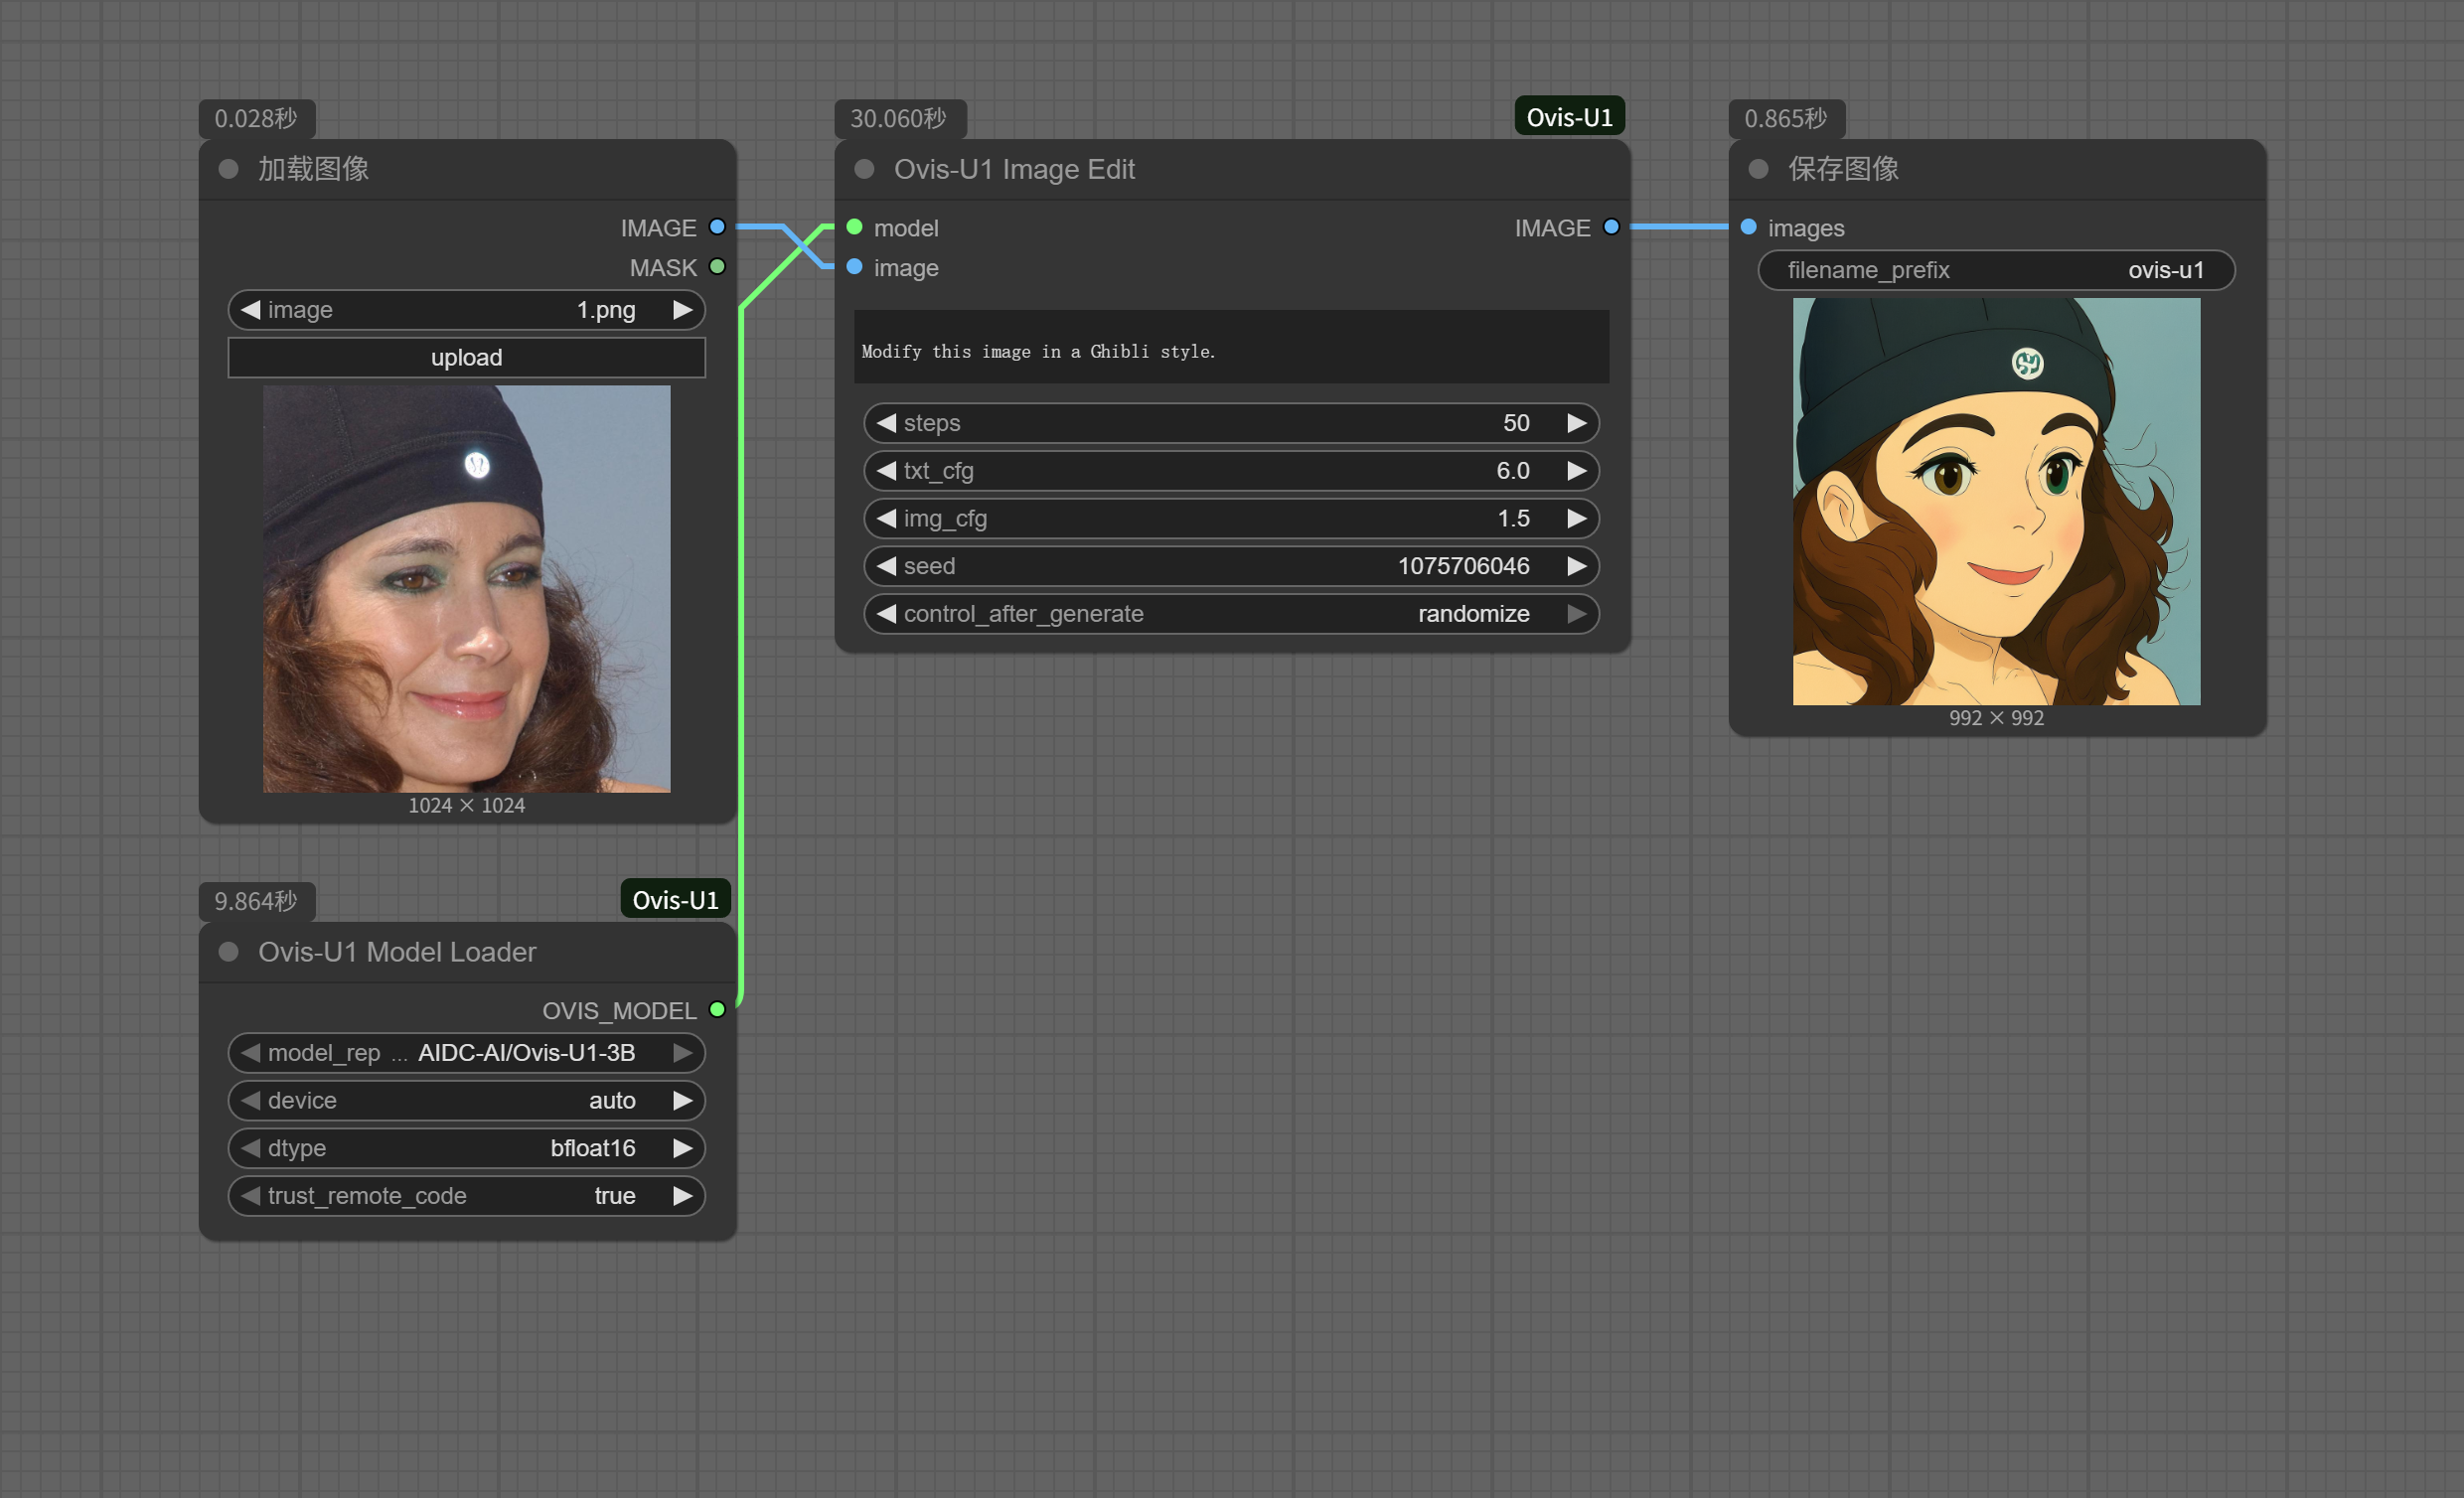 0.028秒
加载图像
IMAGE
MASK
image 1.png
upload
1024 × 1024
9.864秒
Ovis-U1
Ovis-U1 Model Loader
OVIS_MODEL
model_rep ... AIDC-AI/Ovis-U1-3B
device auto
dtype bfloat16
trust_remote_code true
30.060秒
Ovis-U1
Ovis-U1 Image Edit
model IMAGE
image
Modify this image in a Ghibli style.
steps 50
txt_cfg 6.0
img_cfg 1.5
seed 1075706046
control_after_generate randomize
0.865秒
保存图像
images
filename_prefix ovis-u1
992 × 992